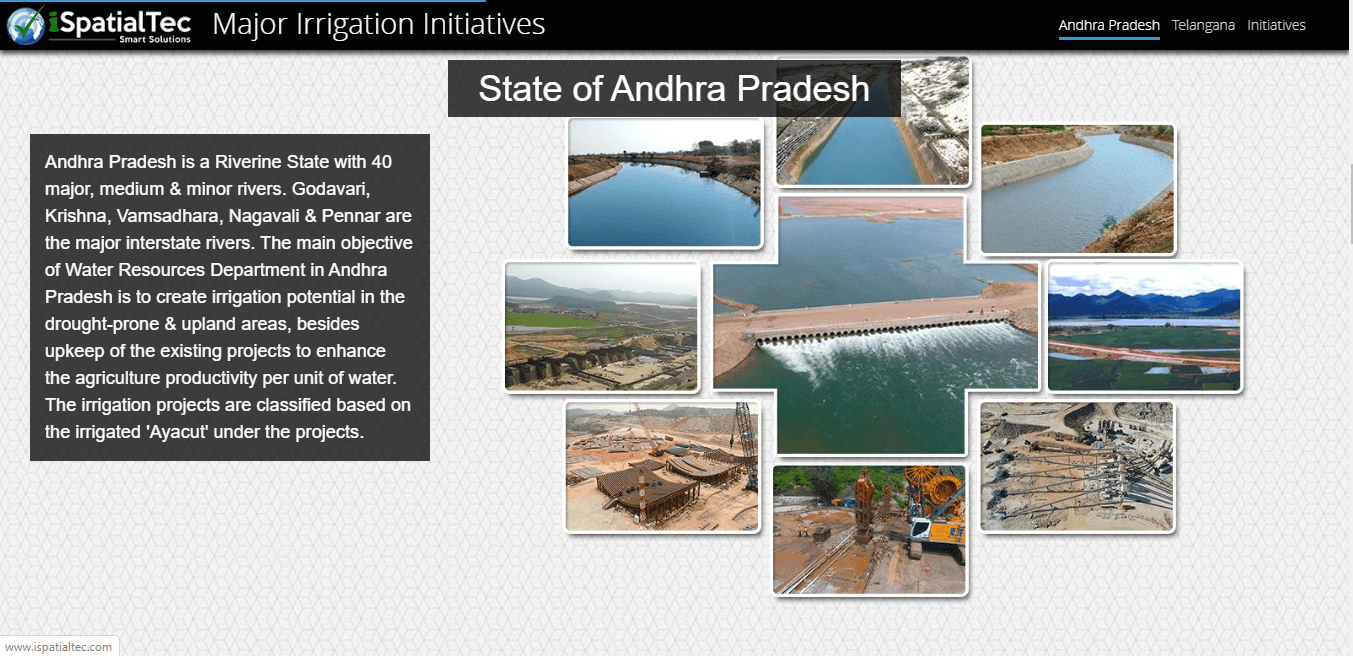 iSpatialTec
Smart Solutions
Major Irrigation Initiatives
Andhra Pradesh Telangana Initiatives
State of Andhra Pradesh
Andhra Pradesh is a Riverine State with 40
major, medium & minor rivers. Godavari,
Krishna, Vamsadhara, Nagavali & Pennar are
the major interstate rivers. The main objective
of Water Resources Department in Andhra
Pradesh is to create irrigation potential in the
drought-prone & upland areas, besides
upkeep of the existing projects to enhance
the agriculture productivity per unit of water.
The irrigation projects are classified based on
the irrigated 'Ayacut' under the projects.
www.ispatialtec.com